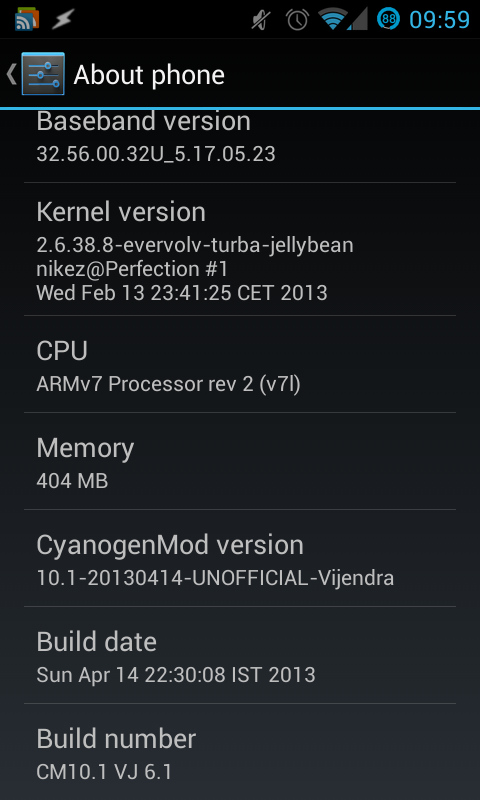 88 09:59
About phone
Baseband version
32.56.00.32U_5.17.05.23
Kernel version
2.6.38.8-evervolv-turba-jellybean
nikez@Perfection #1
Wed Feb 13 23:41:25 CET 2013
CPU
ARMv7 Processor rev 2 (v7l)
Memory
404 MB
CyanogenMod version
10.1-20130414-UNOFFICIAL-Vijendra
Build date
Sun Apr 14 22:30:08 IST 2013
Build number
CM10.1 VJ 6.1